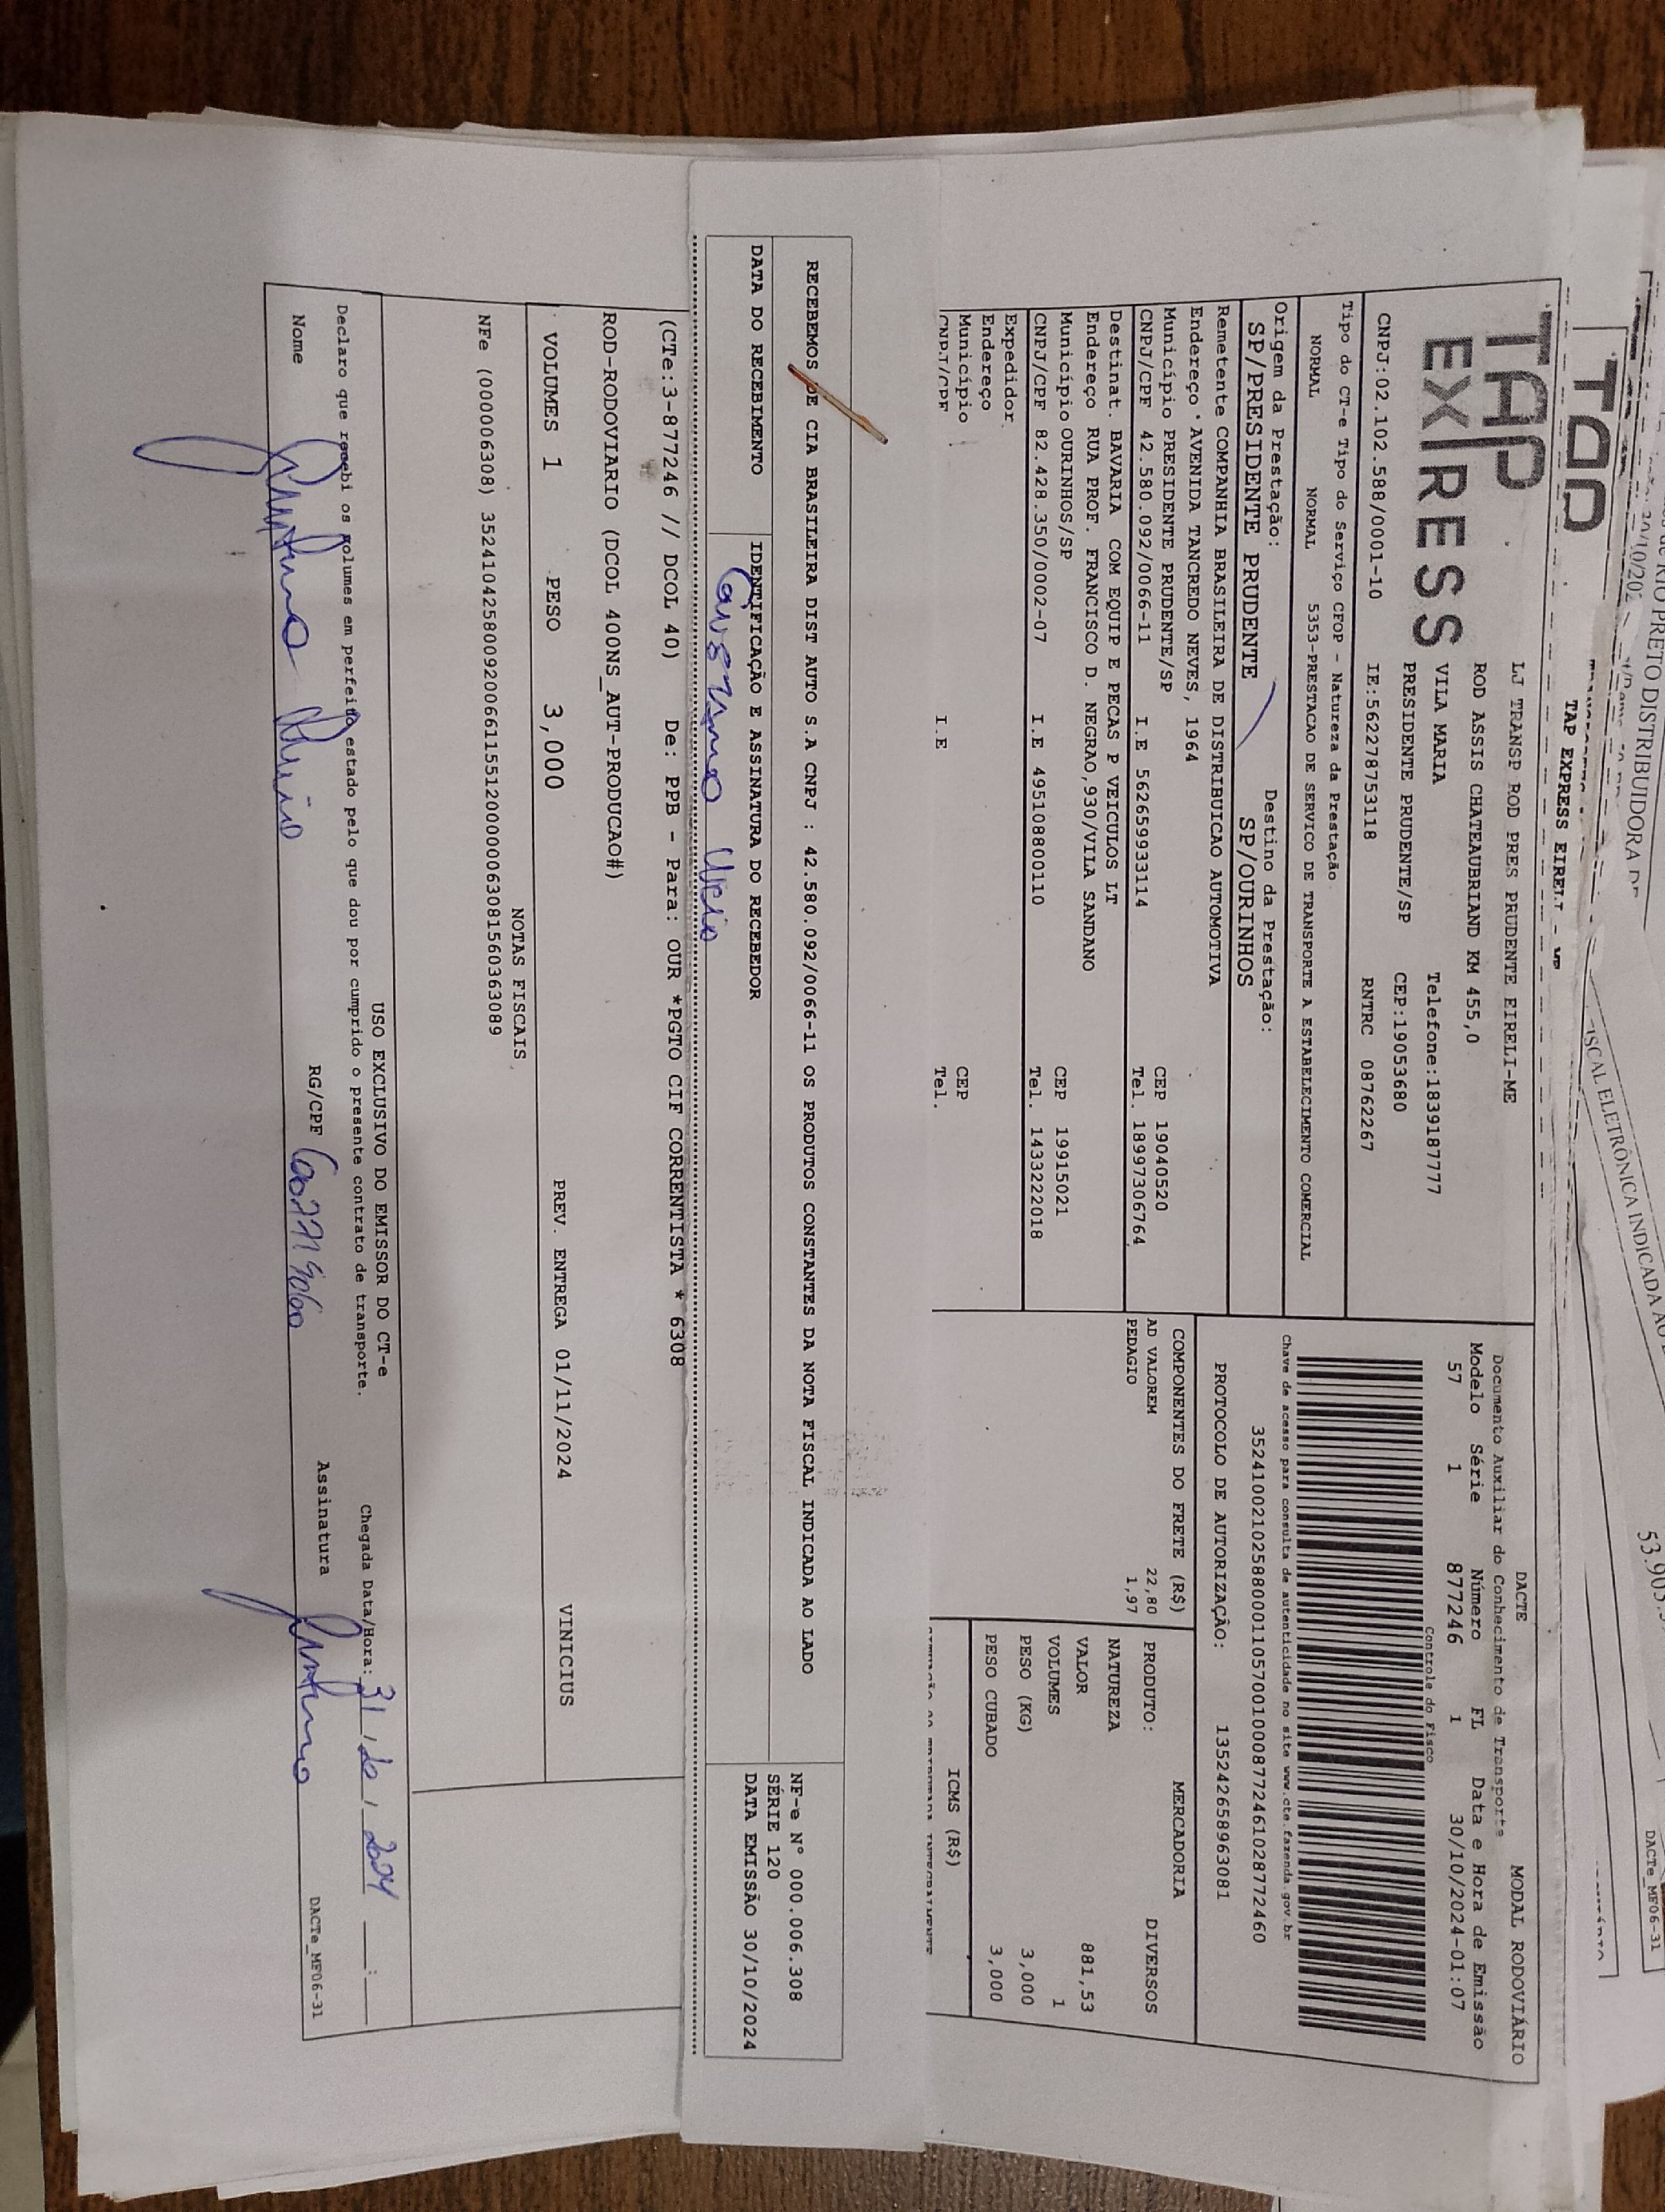 TAP EXPRESS EIRELI - ME
TAP EXPRESS
LJ TRANSP ROD PRES PRUDENTE EIRELI-ME
ROD ASSIS CHATEAUBRIAND KM 455,0
VILA MARIA Telefone:1839187777
PRESIDENTE PRUDENTE/SP CEP:19053680
CNPJ:02.102.588/0001-10 IE:562278753118 RNTRC 08762267
DACTE MODAL RODOVIÁRIO
Documento Auxiliar do Conhecimento de Transporte
Modelo Série Número FL Data e Hora de Emissão
57 1 877246 1 30/10/2024-01:07
Controle do Fisco
Tipo do CT-e Tipo do Serviço CFOP - Natureza da Prestação
NORMAL NORMAL 5353-PRESTACAO DE SERVICO DE TRANSPORTE A ESTABELECIMENTO COMERCIAL
Chave de acesso para consulta de autenticidade no site www.cte.fazenda.gov.br
35241002102588000110570010008772461028772460
Origem da Prestação: Destino da Prestação:
SP/PRESIDENTE PRUDENTE SP/OURINHOS
PROTOCOLO DE AUTORIZAÇÃO: 135242658963081
Remetente COMPANHIA BRASILEIRA DE DISTRIBUICAO AUTOMOTIVA
Endereço AVENIDA TANCREDO NEVES, 1964
Município PRESIDENTE PRUDENTE/SP CEP 19040520
CNPJ/CPF 42.580.092/0066-11 I.E 562659933114 Tel. 18997306764
Destinat. BAVARIA COM EQUIP E PECAS P VEICULOS LT
Endereço RUA PROF. FRANCISCO D. NEGRAO,930/VILA SANDANO
Município OURINHOS/SP CEP 19915021
CNPJ/CPF 82.428.350/0002-07 I.E 495108800110 Tel. 1433222018
Expedidor
Endereço
Município CEP
CNPJ/CPF I.E Tel.
COMPONENTES DO FRETE (R$)
AD VALOREM 22,80
PEDAGIO 1,97
MERCADORIA
PRODUTO: DIVERSOS
NATUREZA
VALOR 881,53
VOLUMES 1
PESO (KG) 3,000
PESO CUBADO 3,000
ICMS (R$)
RECEBEMOS DE CIA BRASILEIRA DIST AUTO S.A CNPJ : 42.580.092/0066-11 OS PRODUTOS CONSTANTES DA NOTA FISCAL INDICADA AO LADO
DATA DO RECEBIMENTO IDENTIFICAÇÃO E ASSINATURA DO RECEBEDOR
NF-e N° 000.006.308
SÉRIE 120
DATA EMISSÃO 30/10/2024
(CTe:3-877246 // DCOL 40) De: PPB - Para: OUR *PGTO CIF CORRENTISTA * 6308
ROD-RODOVIARIO (DCOL 400NS_AUT-PRODUCAO#)
VOLUMES 1 PESO 3,000 PREV. ENTREGA 01/11/2024 VINICIUS
NOTAS FISCAIS
NFe (000006308) 35241042580092006611551200000063081560363089
USO EXCLUSIVO DO EMISSOR DO CT-e
Declaro que recebi os volumes em perfeito estado pelo que dou por cumprido o presente contrato de transporte. Chegada Data/Hora: 31/10/2024
Nome RG/CPF Assinatura
DACTe_MF06-31